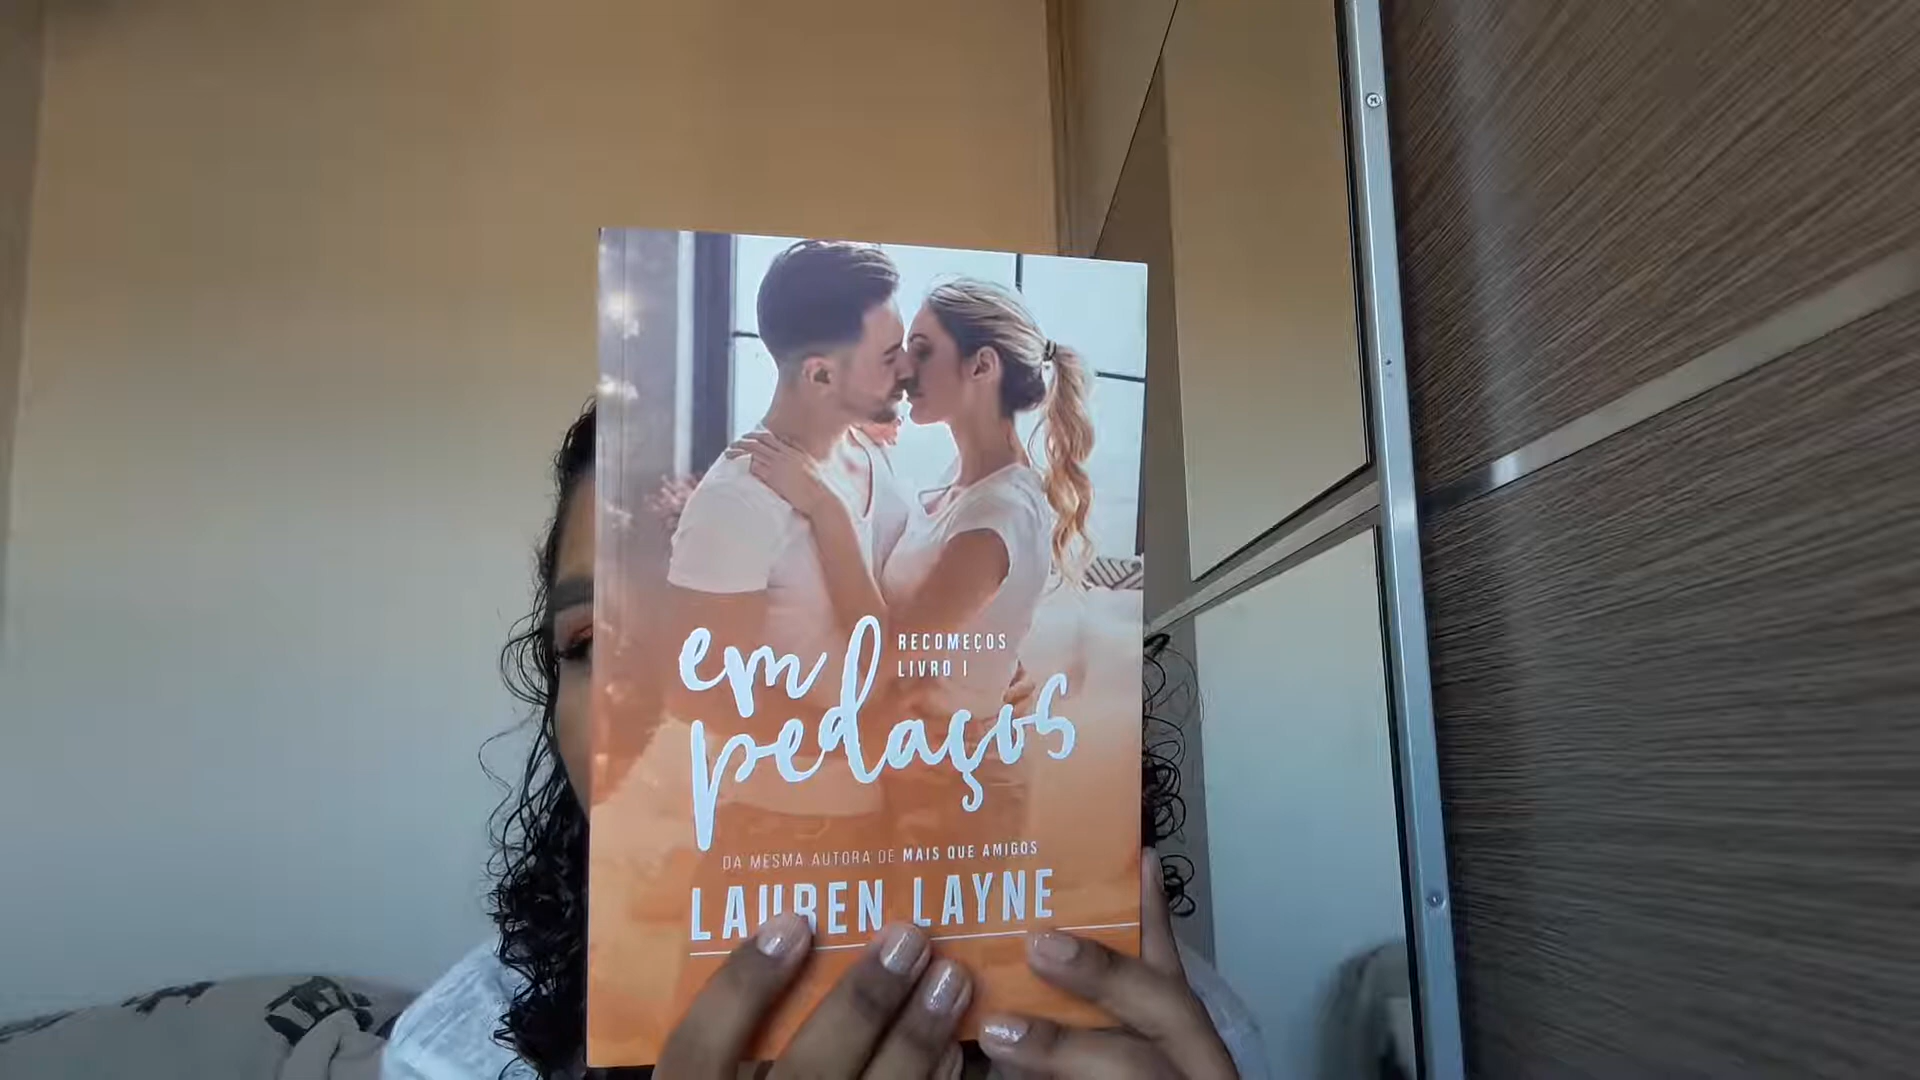 em
RECOMEÇOS
LIVRO I
pedaços
DA MESMA AUTORA DE MAIS QUE AMIGOS
LAUREN LAYNE